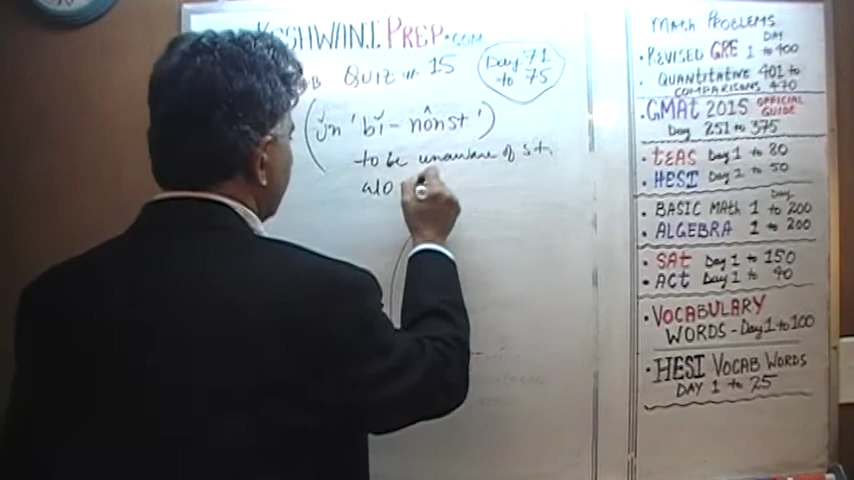 KESHWANI PREP.COM
QUIZ # 15
Day 71
to 75
(ŭn ' bĭ - nônst ')
to be unaware of st,
Math PROBLEMS
DAY
• REVISED GRE 1 to 400
• QUANTITATIVE 401 to
COMPARISONS 470
• GMAT 2015 OFFICIAL
GUIDE
Day 251 to 375
• TEAS Day 1 to 80
• HESI Day 1 to 50
Day
• BASIC MATH 1 to 200
• ALGEBRA 1 to 200
• SAT Day 1 to 150
• ACT Day 1 to 40
• VOCABULARY
WORDS - Day 1 to 100
• HESI VOCAB WORDS
DAY 1 to 25